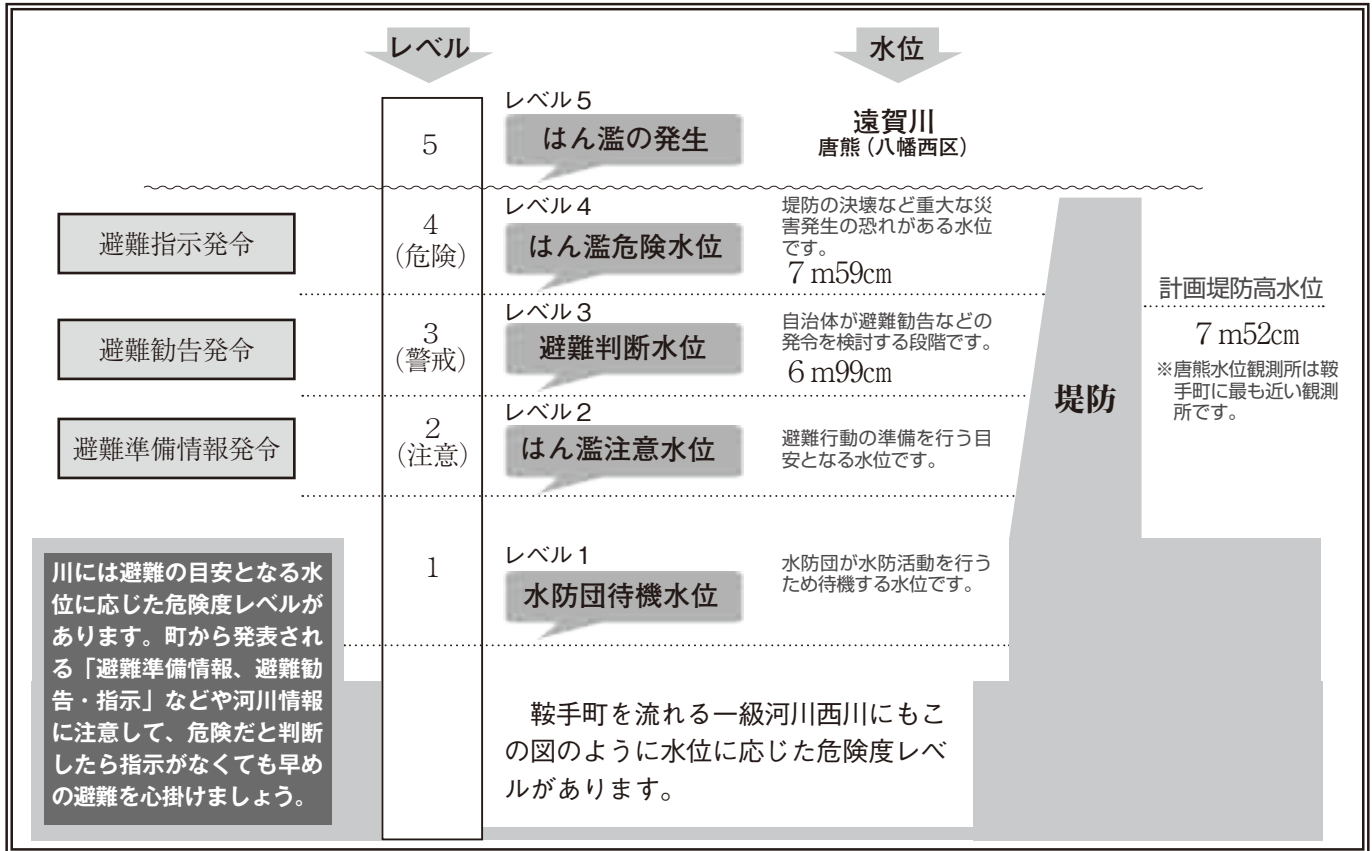 レベル
水位
5
レベル5
はん濫の発生
遠賀川
唐熊（八幡西区）
避難指示発令
4
（危険）
レベル4
はん濫危険水位
堤防の決壊など重大な災
害発生の恐れがある水位
です。
7m59cm
避難勧告発令
3
（警戒）
レベル3
避難判断水位
自治体が避難勧告などの
発令を検討する段階です。
6m99cm
計画堤防高水位
7m52cm
※唐熊水位観測所は鞍
手町に最も近い観測
所です。
堤防
避難準備情報発令
2
（注意）
レベル2
はん濫注意水位
避難行動の準備を行う目
安となる水位です。
1
レベル1
水防団待機水位
水防団が水防活動を行う
ため待機する水位です。
川には避難の目安となる水
位に応じた危険度レベルが
あります。町から発表され
る「避難準備情報、避難勧
告・指示」などや河川情報
に注意して、危険だと判断
したら指示がなくても早め
の避難を心掛けましょう。
鞍手町を流れる一級河川西川にもこ
の図のように水位に応じた危険度レベ
ルがあります。